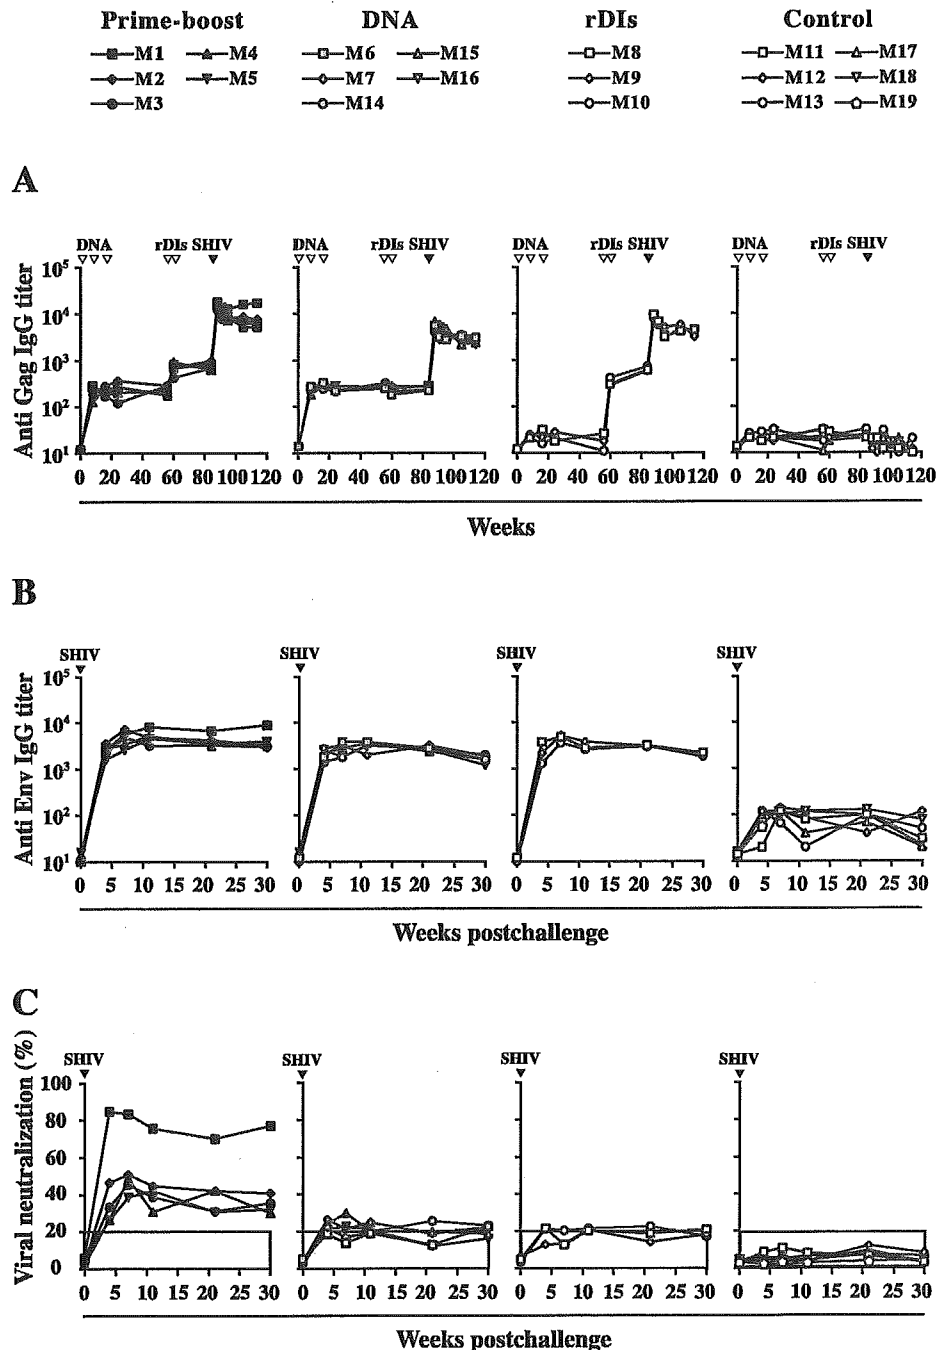 Prime-boost DNA rDIs Control
M1 M4 M6 M15 M8 M11 M17
M2 M5 M7 M16 M9 M12 M18
M3 M14 M10 M13 M19
A
DNA rDIs SHIV DNA rDIs SHIV DNA rDIs SHIV DNA rDIs SHIV
Anti Gag IgG titer
10^5
10^4
10^3
10^2
10^1
0 20 40 60 80 100 120 0 20 40 60 80 100 120 0 20 40 60 80 100 120 0 20 40 60 80 100 120
Weeks
B
SHIV SHIV SHIV SHIV
Anti Env IgG titer
10^5
10^4
10^3
10^2
10^1
0 5 10 15 20 25 30 0 5 10 15 20 25 30 0 5 10 15 20 25 30 0 5 10 15 20 25 30
Weeks postchallenge
C
SHIV SHIV SHIV SHIV
Viral neutralization (%)
100
80
60
40
20
0
0 5 10 15 20 25 30 0 5 10 15 20 25 30 0 5 10 15 20 25 30 0 5 10 15 20 25 30
Weeks postchallenge